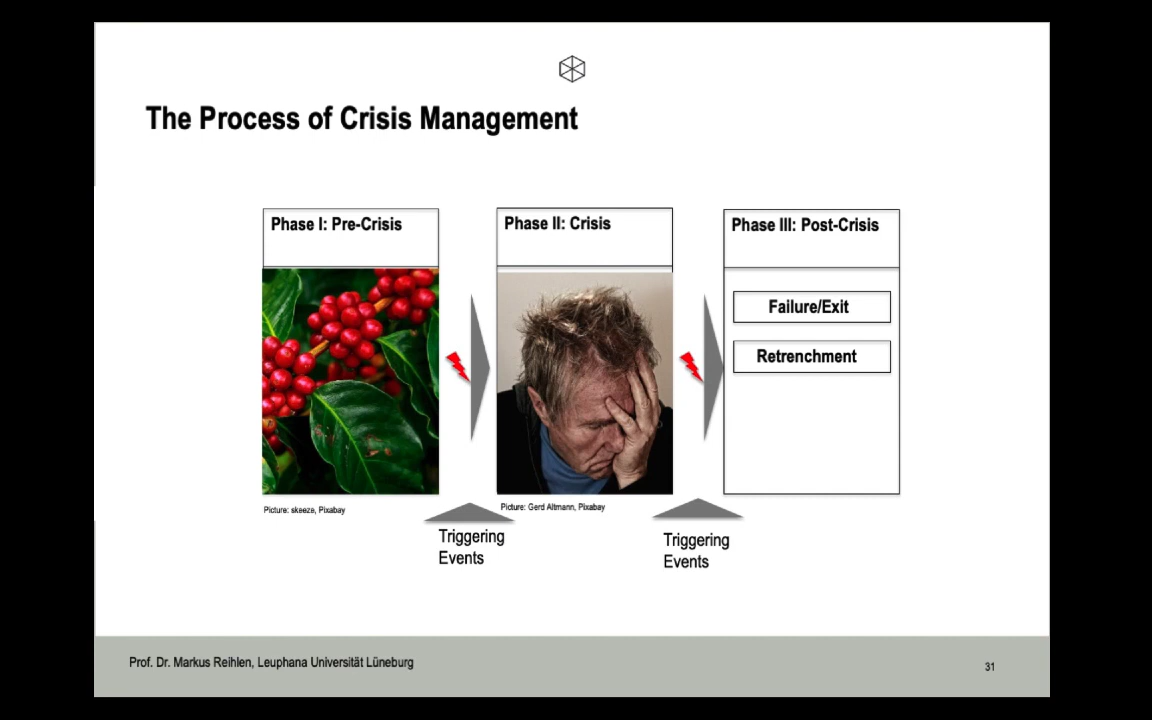 The Process of Crisis Management
Phase I: Pre-Crisis
Phase II: Crisis
Phase III: Post-Crisis
Failure/Exit
Retrenchment
Picture: skeeze, Pixabay
Picture: Gerd Altmann, Pixabay
Triggering
Events
Triggering
Events
Prof. Dr. Markus Reihlen, Leuphana Universität Lüneburg
31